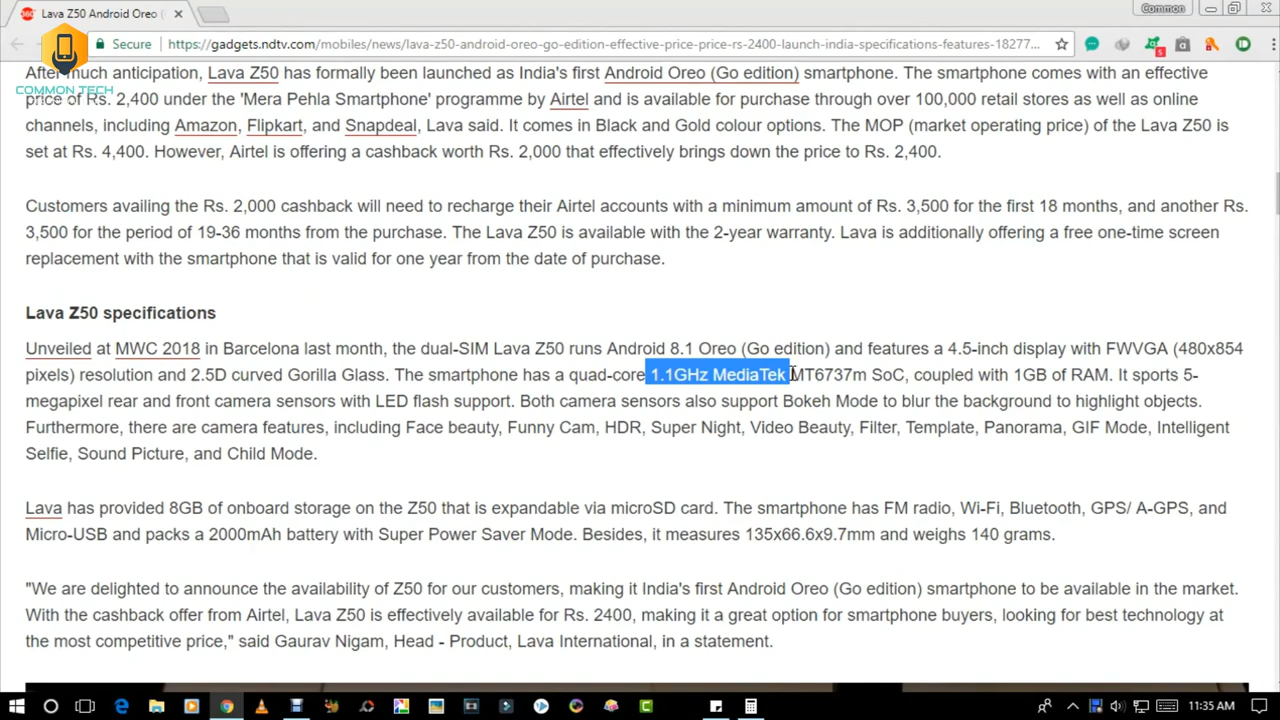 Lava Z50 Android Oreo (
Common
Secure
https://gadgets.ndtv.com/mobiles/news/lava-z50-android-oreo-go-edition-effective-price-price-rs-2400-launch-india-specifications-features-18277...
COMMON TECH
After much anticipation, Lava Z50 has formally been launched as India's first Android Oreo (Go edition) smartphone. The smartphone comes with an effective
price of Rs. 2,400 under the 'Mera Pehla Smartphone' programme by Airtel and is available for purchase through over 100,000 retail stores as well as online
channels, including Amazon, Flipkart, and Snapdeal, Lava said. It comes in Black and Gold colour options. The MOP (market operating price) of the Lava Z50 is
set at Rs. 4,400. However, Airtel is offering a cashback worth Rs. 2,000 that effectively brings down the price to Rs. 2,400.
Customers availing the Rs. 2,000 cashback will need to recharge their Airtel accounts with a minimum amount of Rs. 3,500 for the first 18 months, and another Rs.
3,500 for the period of 19-36 months from the purchase. The Lava Z50 is available with the 2-year warranty. Lava is additionally offering a free one-time screen
replacement with the smartphone that is valid for one year from the date of purchase.
Lava Z50 specifications
Unveiled at MWC 2018 in Barcelona last month, the dual-SIM Lava Z50 runs Android 8.1 Oreo (Go edition) and features a 4.5-inch display with FWVGA (480x854
pixels) resolution and 2.5D curved Gorilla Glass. The smartphone has a quad-core 1.1GHz MediaTek MT6737m SoC, coupled with 1GB of RAM. It sports 5-
megapixel rear and front camera sensors with LED flash support. Both camera sensors also support Bokeh Mode to blur the background to highlight objects.
Furthermore, there are camera features, including Face beauty, Funny Cam, HDR, Super Night, Video Beauty, Filter, Template, Panorama, GIF Mode, Intelligent
Selfie, Sound Picture, and Child Mode.
Lava has provided 8GB of onboard storage on the Z50 that is expandable via microSD card. The smartphone has FM radio, Wi-Fi, Bluetooth, GPS/ A-GPS, and
Micro-USB and packs a 2000mAh battery with Super Power Saver Mode. Besides, it measures 135x66.6x9.7mm and weighs 140 grams.
"We are delighted to announce the availability of Z50 for our customers, making it India's first Android Oreo (Go edition) smartphone to be available in the market.
With the cashback offer from Airtel, Lava Z50 is effectively available for Rs. 2400, making it a great option for smartphone buyers, looking for best technology at
the most competitive price," said Gaurav Nigam, Head - Product, Lava International, in a statement.
11:35 AM